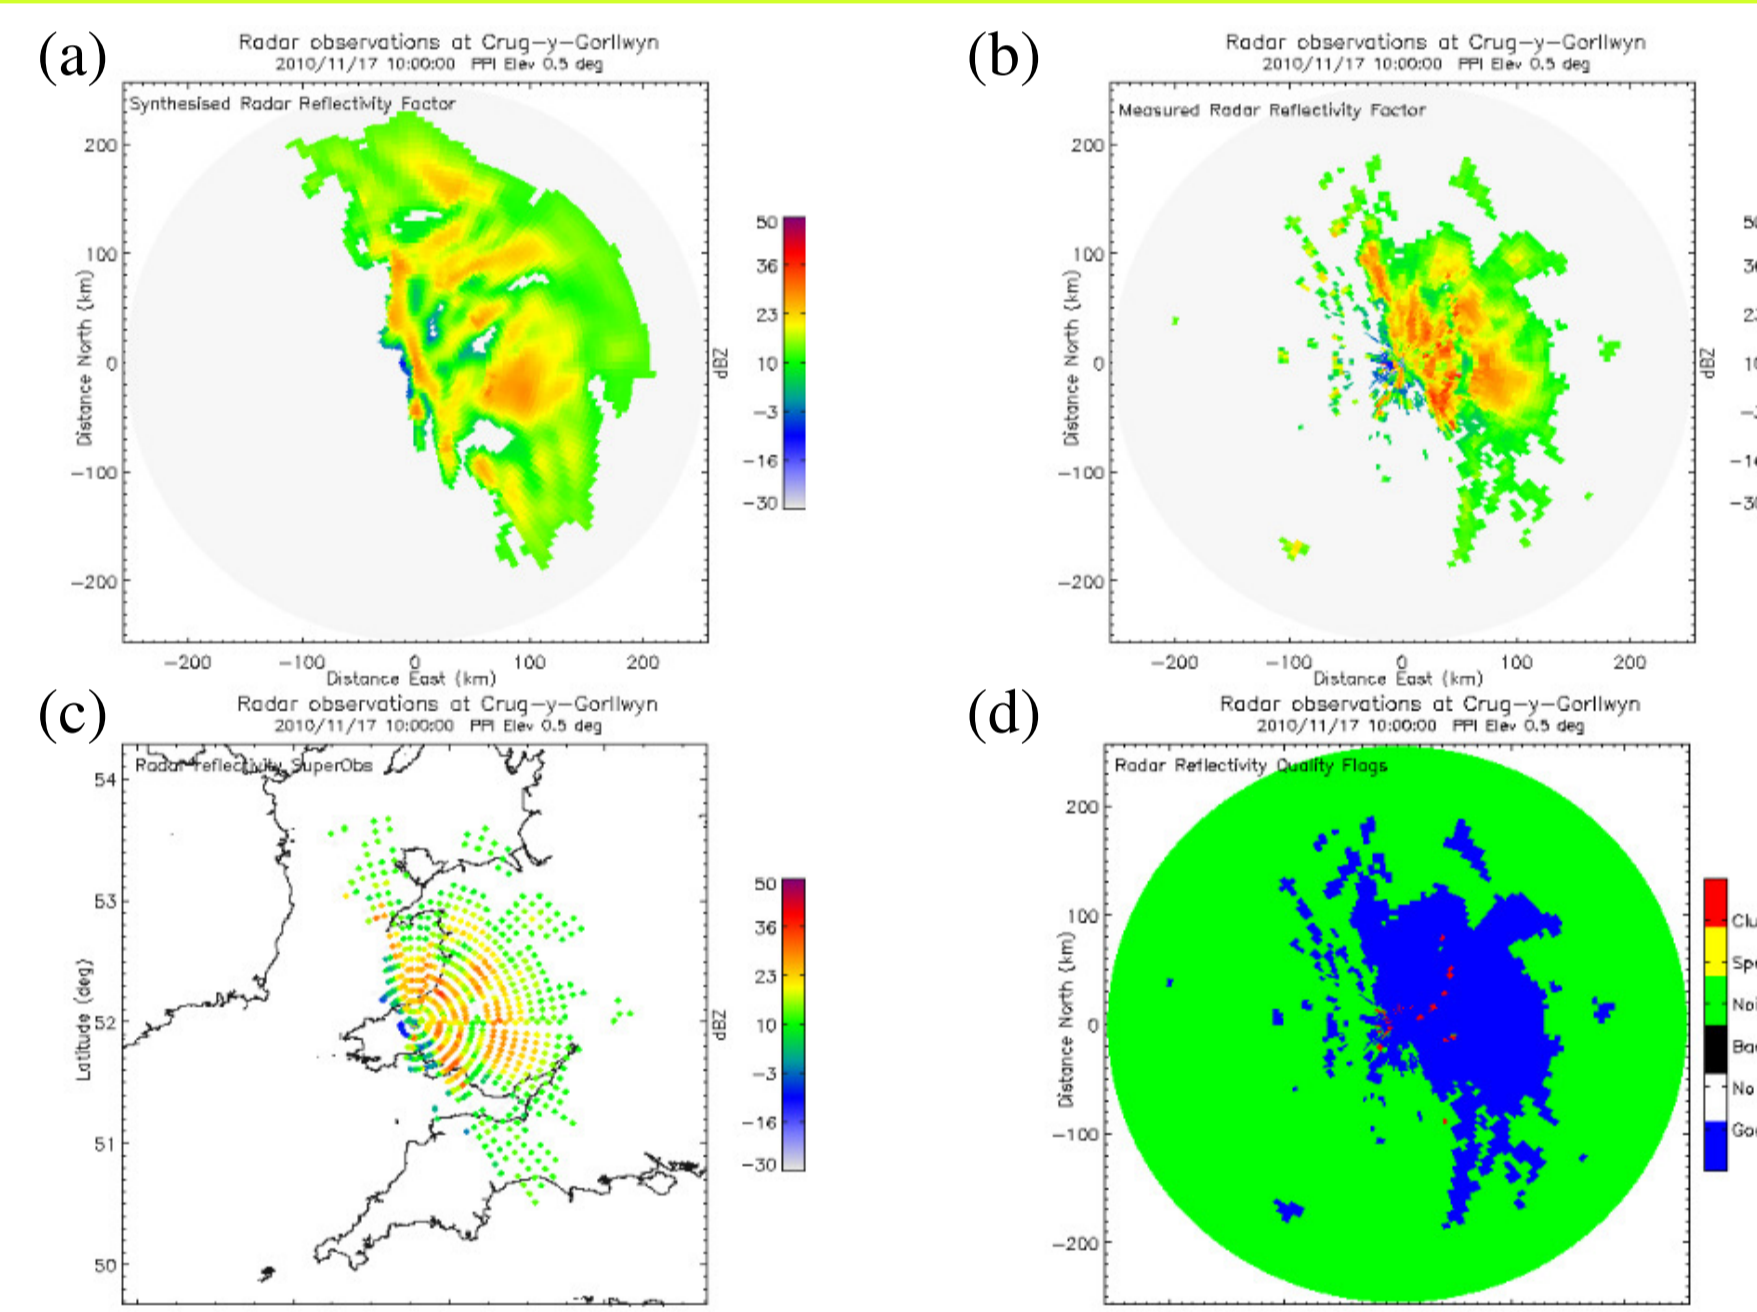 (a)
Radar observations at Crug-y-Gorllwyn
2010/11/17 10:00:00 PPI Elev 0.5 deg
Synthesised Radar Reflectivity Factor
Distance North (km)
200
100
0
-100
-200
-200 -100 0 100 200
Distance East (km)
50
36
23
10
-3
-16
-30
dBZ
(b)
Radar observations at Crug-y-Gorllwyn
2010/11/17 10:00:00 PPI Elev 0.5 deg
Measured Radar Reflectivity Factor
Distance North (km)
200
100
0
-100
-200
-200 -100 0 100 200
Distance East (km)
dBZ
(c)
Radar observations at Crug-y-Gorllwyn
2010/11/17 10:00:00 PPI Elev 0.5 deg
Radar reflectivity SuperObs
Latitude (deg)
54
53
52
51
50
50
36
23
10
-3
-16
-30
dBZ
(d)
Radar observations at Crug-y-Gorllwyn
2010/11/17 10:00:00 PPI Elev 0.5 deg
Radar Reflectivity Quality Flags
Distance North (km)
200
100
0
-100
-200
No